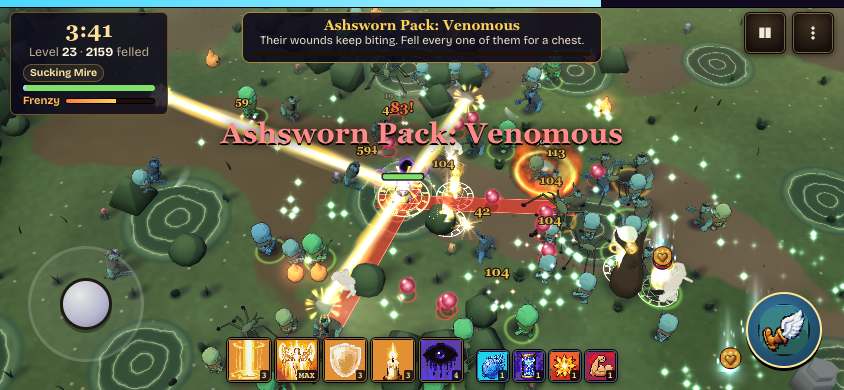 3:41
Level 23 · 2159 felled
Sucking Mire
Frenzy
Ashsworn Pack: Venomous
Their wounds keep biting. Fell every one of them for a chest.
59
83!
Ashsworn Pack: Venomous
594
104
113
104
42
104
104
3
MAX
3
3
4
1
1
1
1